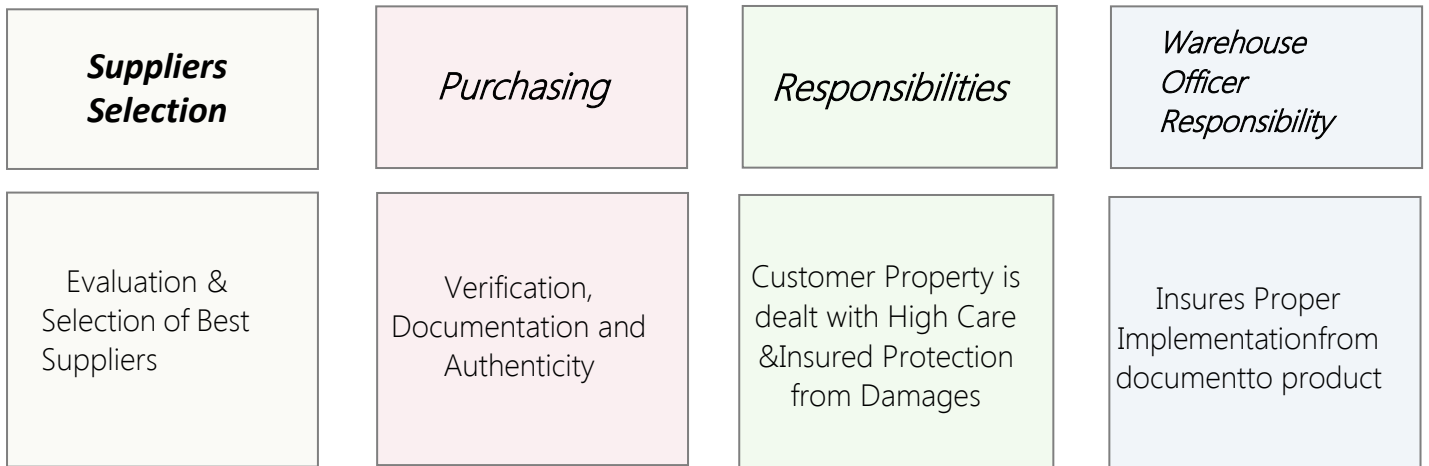 Suppliers
Selection
Purchasing
Responsibilities
Warehouse
Officer
Responsibility
Evaluation &
Selection of Best
Suppliers
Verification,
Documentation and
Authenticity
Customer Property is
dealt with High Care
&Insured Protection
from Damages
Insures Proper
Implementationfrom
documentto product